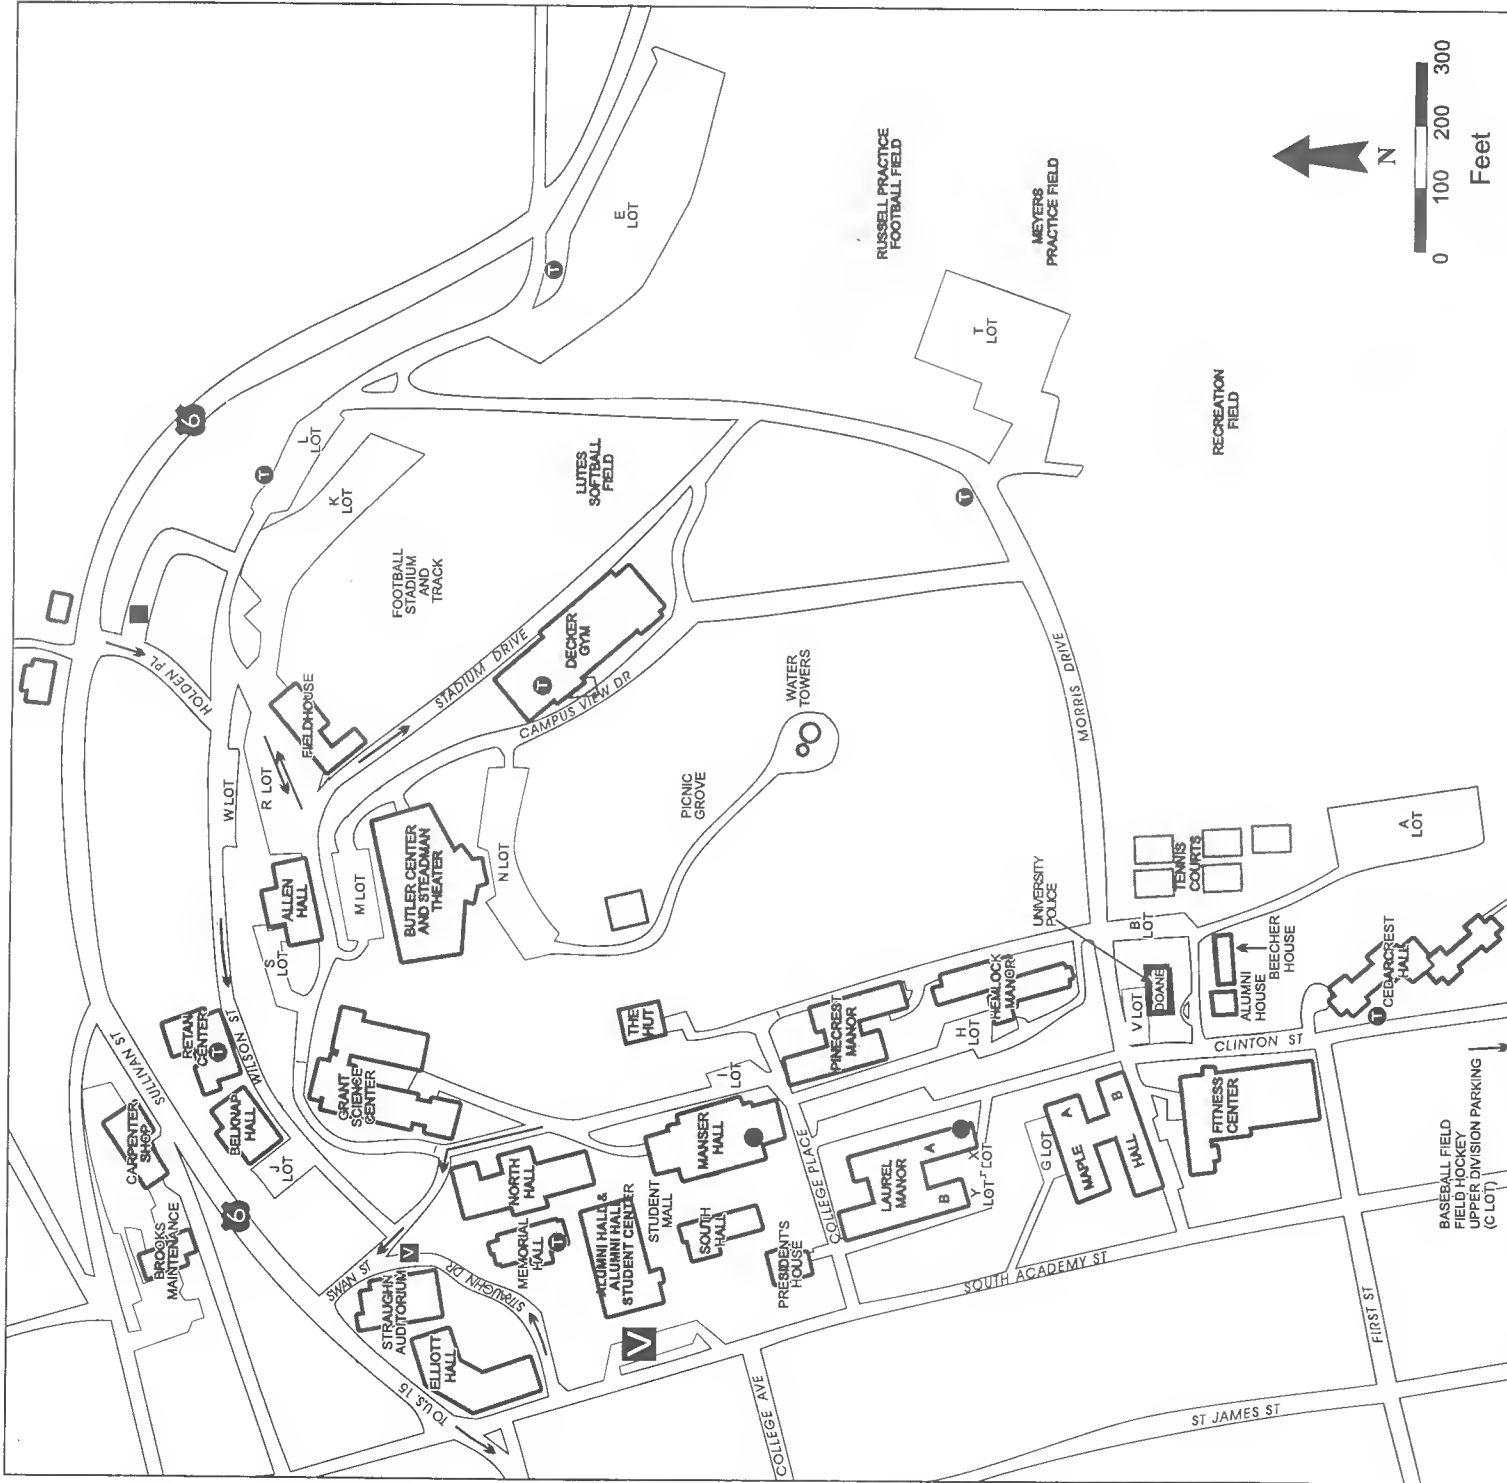 6
HOLDEN PL
CARPENTER
SHOP
SULLIVAN ST
BROOKS
MAINTENANCE
RETAN
CENTER
T
BELKNAP
HALL
WILSON ST
J
LOT
6
W LOT
R LOT
S
LOT
ALLEN
HALL
M LOT
FIELDHOUSE
T
L
LOT
K
LOT
FOOTBALL
STADIUM
AND
TRACK
LUTES
SOFTBALL
FIELD
T
E
LOT
STADIUM DRIVE
DECKER
GYM
T
CAMPUS VIEW DR
BUTLER CENTER
AND STEADMAN
THEATER
N LOT
GRANT
SCIENCE
CENTER
SWAN ST
V
STRAUGHN
AUDITORIUM
STRAUGHN DR
ELLIOTT
HALL
TO U.S. 15
NORTH
HALL
MEMORIAL
HALL
T
ALUMNI HALL &
ALUMNI HALL
STUDENT CENTER
V
STUDENT
MALL
MANSER
HALL
SOUTH
HALL
PRESIDENT'S
HOUSE
COLLEGE PLACE
COLLEGE AVE
THE
HUT
I
LOT
PICNIC
GROVE
WATER
TOWERS
PINECREST
MANOR
HEMLOCK
MANOR
H
LOT
LAUREL
MANOR
A
B
X
LOT
Y
LOT
G LOT
MAPLE
HALL
A
B
SOUTH ACADEMY ST
UNIVERSITY
POLICE
V LOT
DOANE
B
LOT
MORRIS DRIVE
T
T
LOT
RUSSELL PRACTICE
FOOTBALL FIELD
MEYERS
PRACTICE FIELD
RECREATION
FIELD
TENNIS
COURTS
A
LOT
ALUMNI
HOUSE
BEECHER
HOUSE
CEDARCREST
HALL
T
CLINTON ST
FITNESS
CENTER
FIRST ST
ST JAMES ST
BASEBALL FIELD
FIELD HOCKEY
UPPER DIVISION PARKING
(C LOT)
N
0 100 200 300
Feet